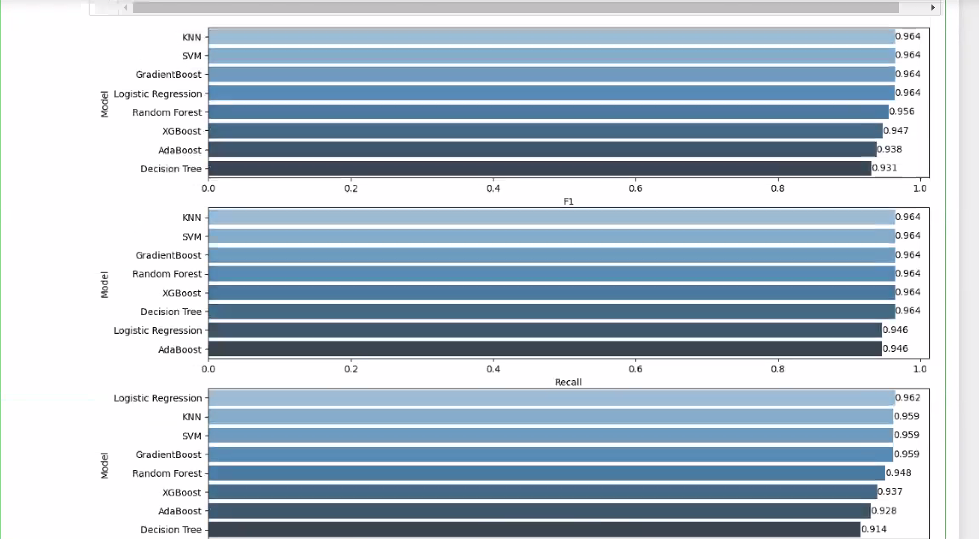 KNN 0.964
SVM 0.964
GradientBoost 0.964
Logistic Regression 0.964
Random Forest 0.956
XGBoost 0.947
AdaBoost 0.938
Decision Tree 0.931
Model
0.0 0.2 0.4 0.6 0.8 1.0
F1
KNN 0.964
SVM 0.964
GradientBoost 0.964
Random Forest 0.964
XGBoost 0.964
Decision Tree 0.964
Logistic Regression 0.946
AdaBoost 0.946
Model
0.0 0.2 0.4 0.6 0.8 1.0
Recall
Logistic Regression 0.962
KNN 0.959
SVM 0.959
GradientBoost 0.959
Random Forest 0.948
XGBoost 0.937
AdaBoost 0.928
Decision Tree 0.914
Model